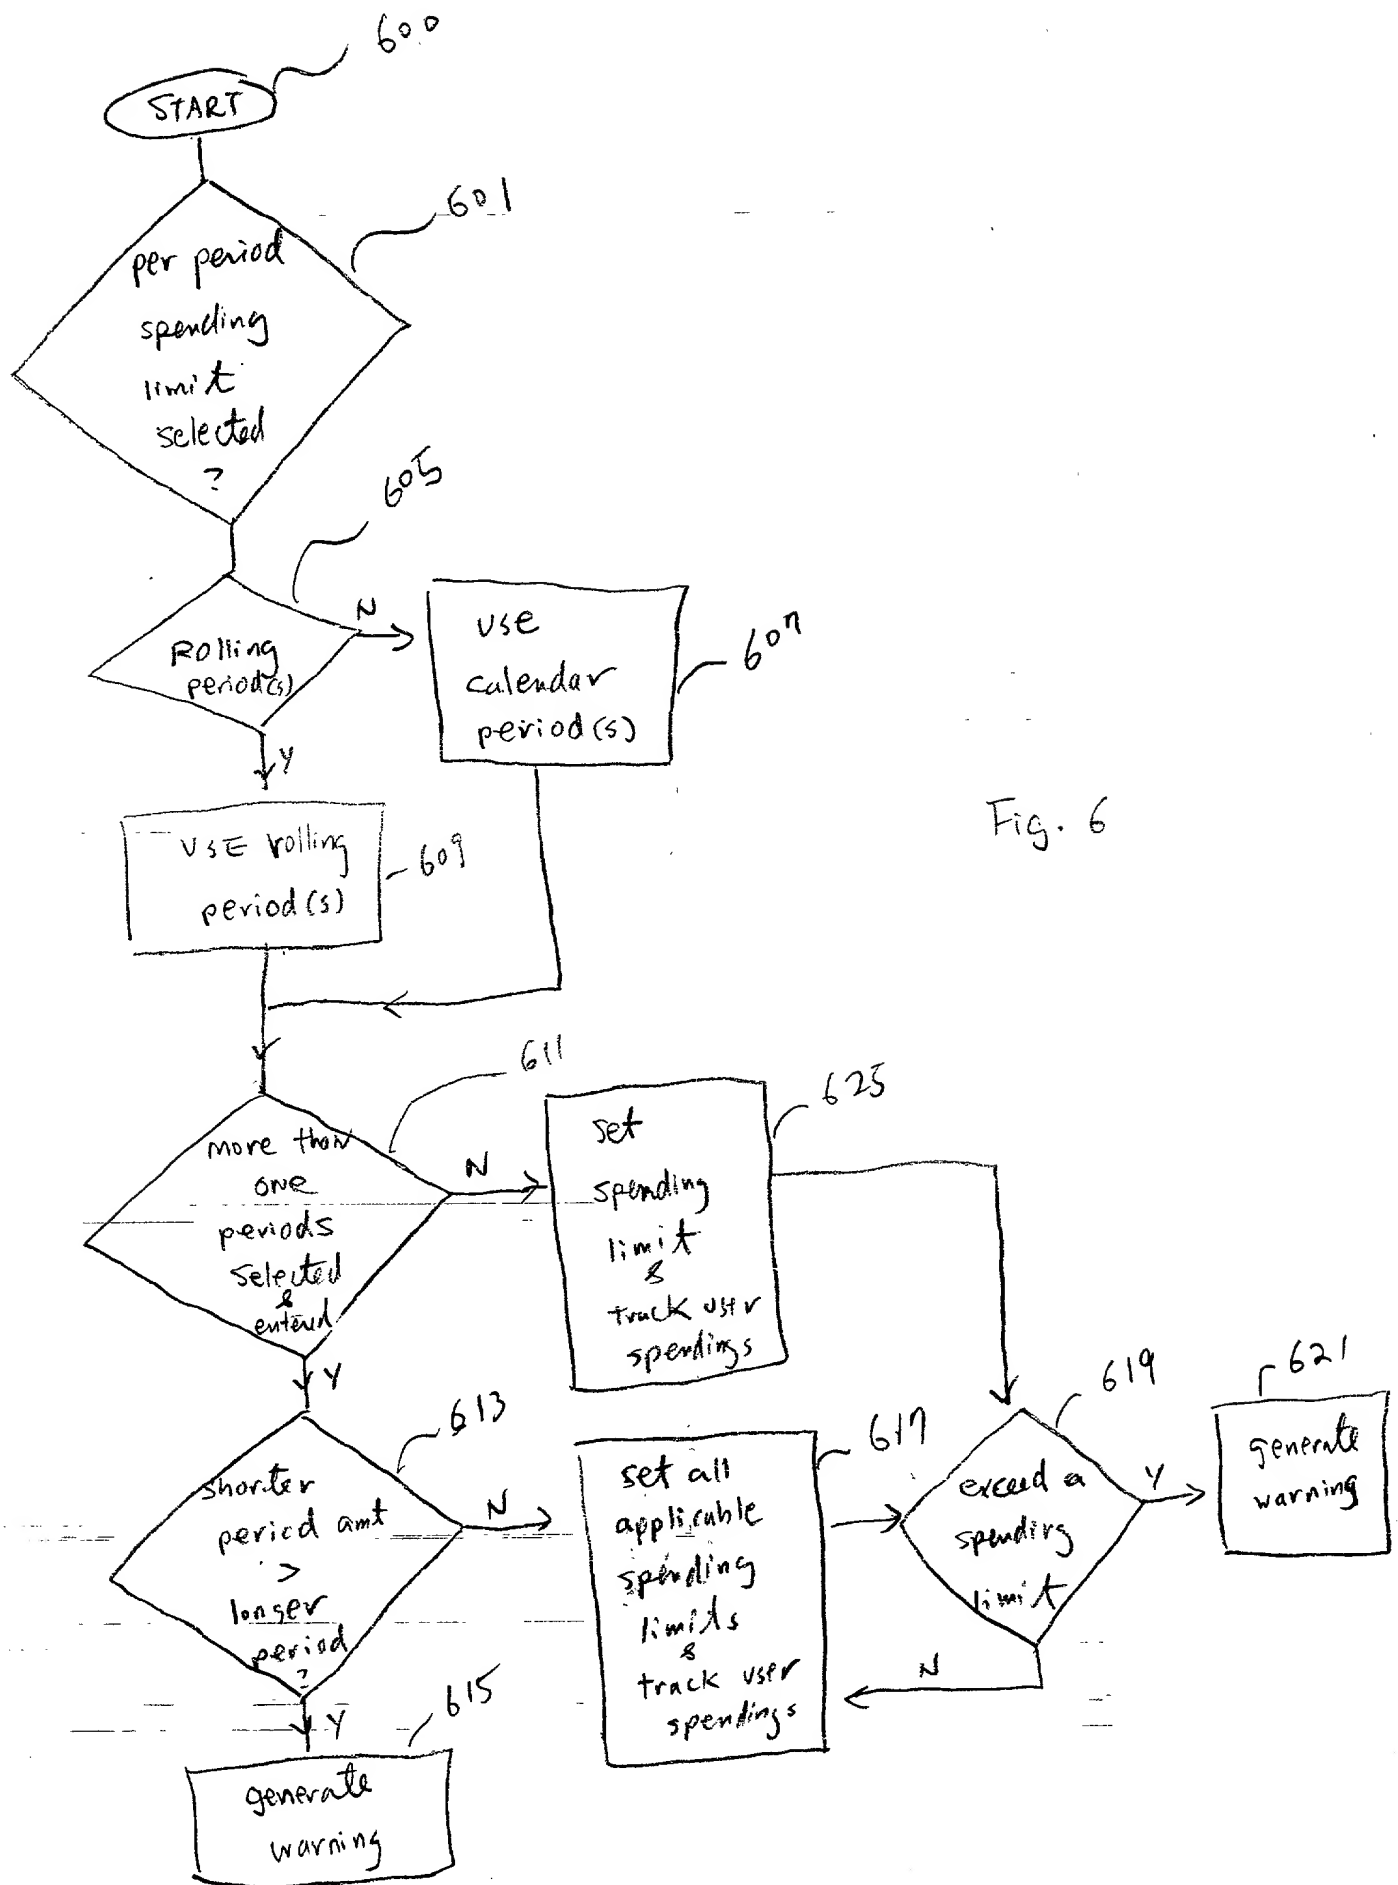 600
START
601
per period
spending
limit
selected
?
605
Rolling
period(s)
N
Y
USE
calendar
period(s)
607
USE rolling
period(s)
609
Fig. 6
611
more than
one
periods
selected
&
entered
N
Y
625
set
spending
limit
&
track user
spendings
613
shorter
period amt
>
longer
period
?
N
Y
617
set all
applicable
spending
limits
&
track user
spendings
619
exceed a
spending
limit
Y
N
621
generate
warning
615
generate
warning